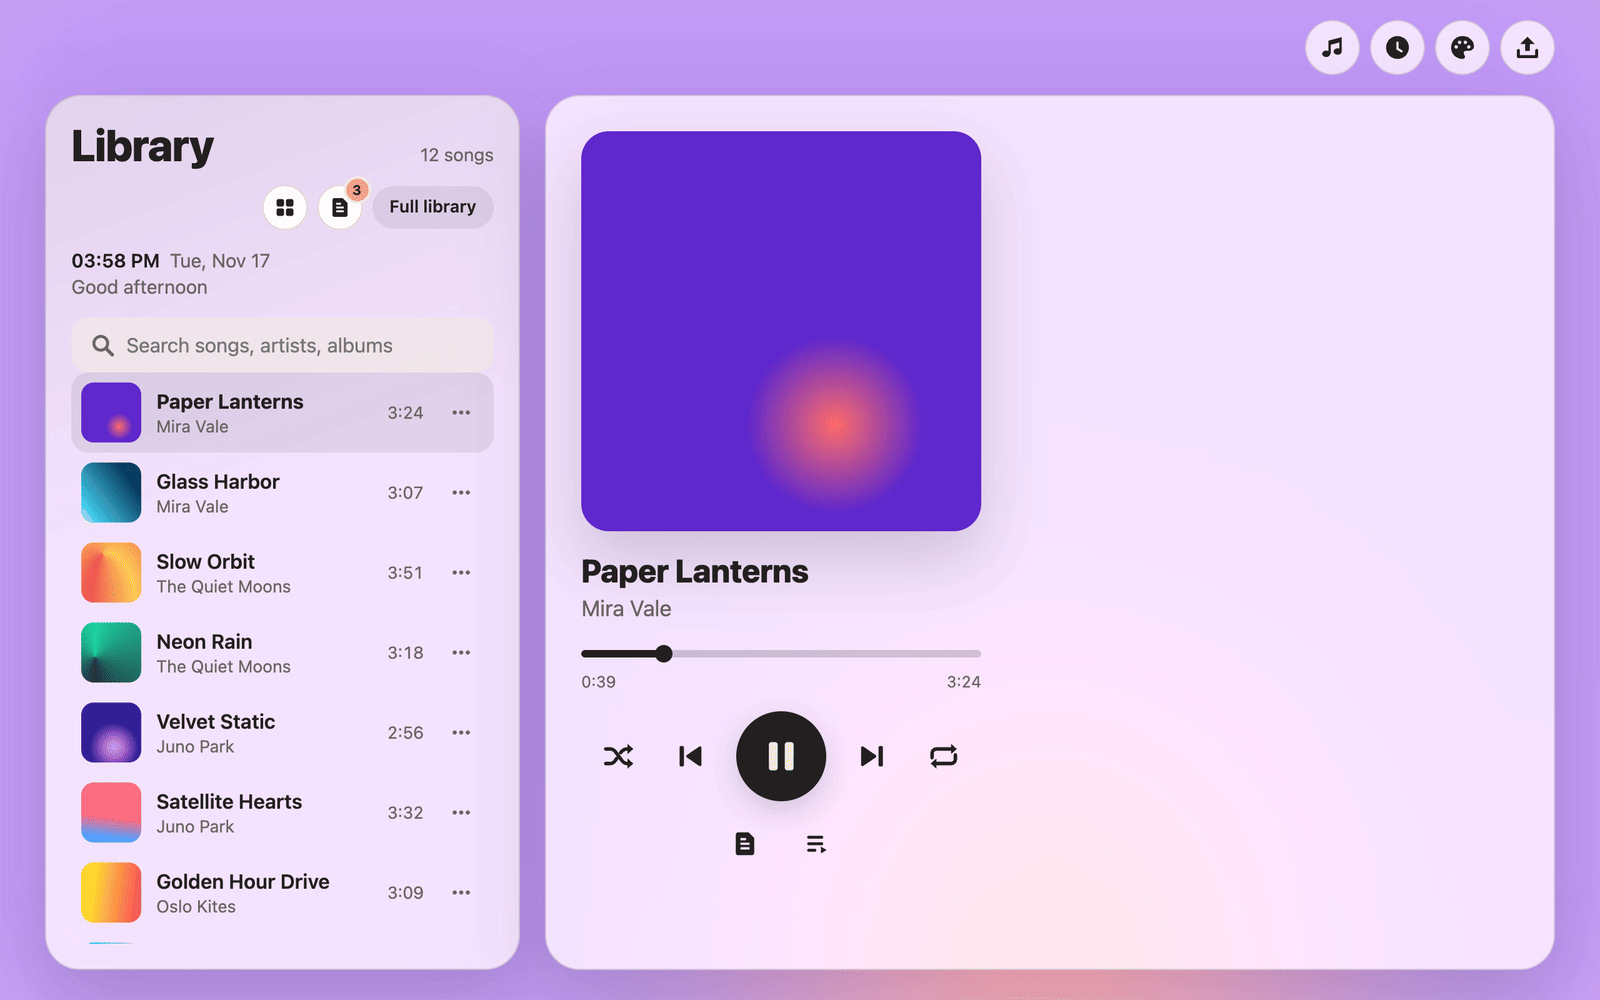 Library
12 songs
3
Full library
03:58 PM Tue, Nov 17
Good afternoon
Search songs, artists, albums
Paper Lanterns
Mira Vale
3:24
Glass Harbor
Mira Vale
3:07
Slow Orbit
The Quiet Moons
3:51
Neon Rain
The Quiet Moons
3:18
Velvet Static
Juno Park
2:56
Satellite Hearts
Juno Park
3:32
Golden Hour Drive
Oslo Kites
3:09
Paper Lanterns
Mira Vale
0:39
3:24